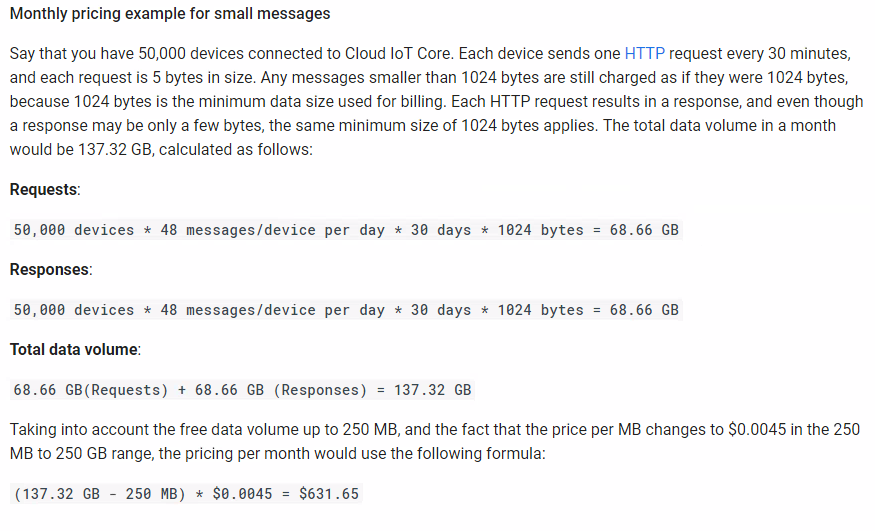 Monthly pricing example for small messages
Say that you have 50,000 devices connected to Cloud IoT Core. Each device sends one HTTP request every 30 minutes,
and each request is 5 bytes in size. Any messages smaller than 1024 bytes are still charged as if they were 1024 bytes,
because 1024 bytes is the minimum data size used for billing. Each HTTP request results in a response, and even though
a response may be only a few bytes, the same minimum size of 1024 bytes applies. The total data volume in a month
would be 137.32 GB, calculated as follows:
Requests:
50,000 devices * 48 messages/device per day * 30 days * 1024 bytes = 68.66 GB
Responses:
50,000 devices * 48 messages/device per day * 30 days * 1024 bytes = 68.66 GB
Total data volume:
68.66 GB(Requests) + 68.66 GB (Responses) = 137.32 GB
Taking into account the free data volume up to 250 MB, and the fact that the price per MB changes to $0.0045 in the 250
MB to 250 GB range, the pricing per month would use the following formula:
(137.32 GB - 250 MB) * $0.0045 = $631.65